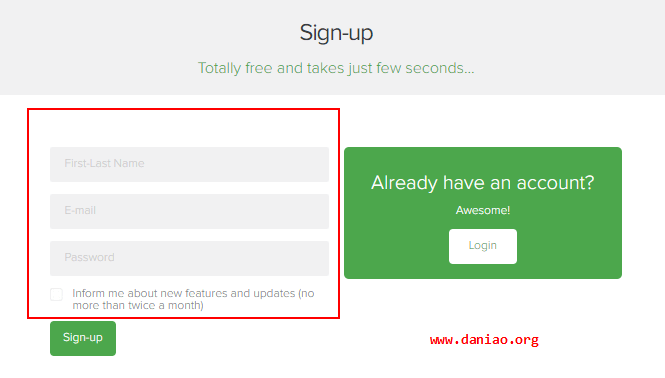 Sign-up
Totally free and takes just few seconds...
First-Last Name
E-mail
Password
Inform me about new features and updates (no
more than twice a month)
Sign-up
Already have an account?
Awesome!
Login
www.daniao.org